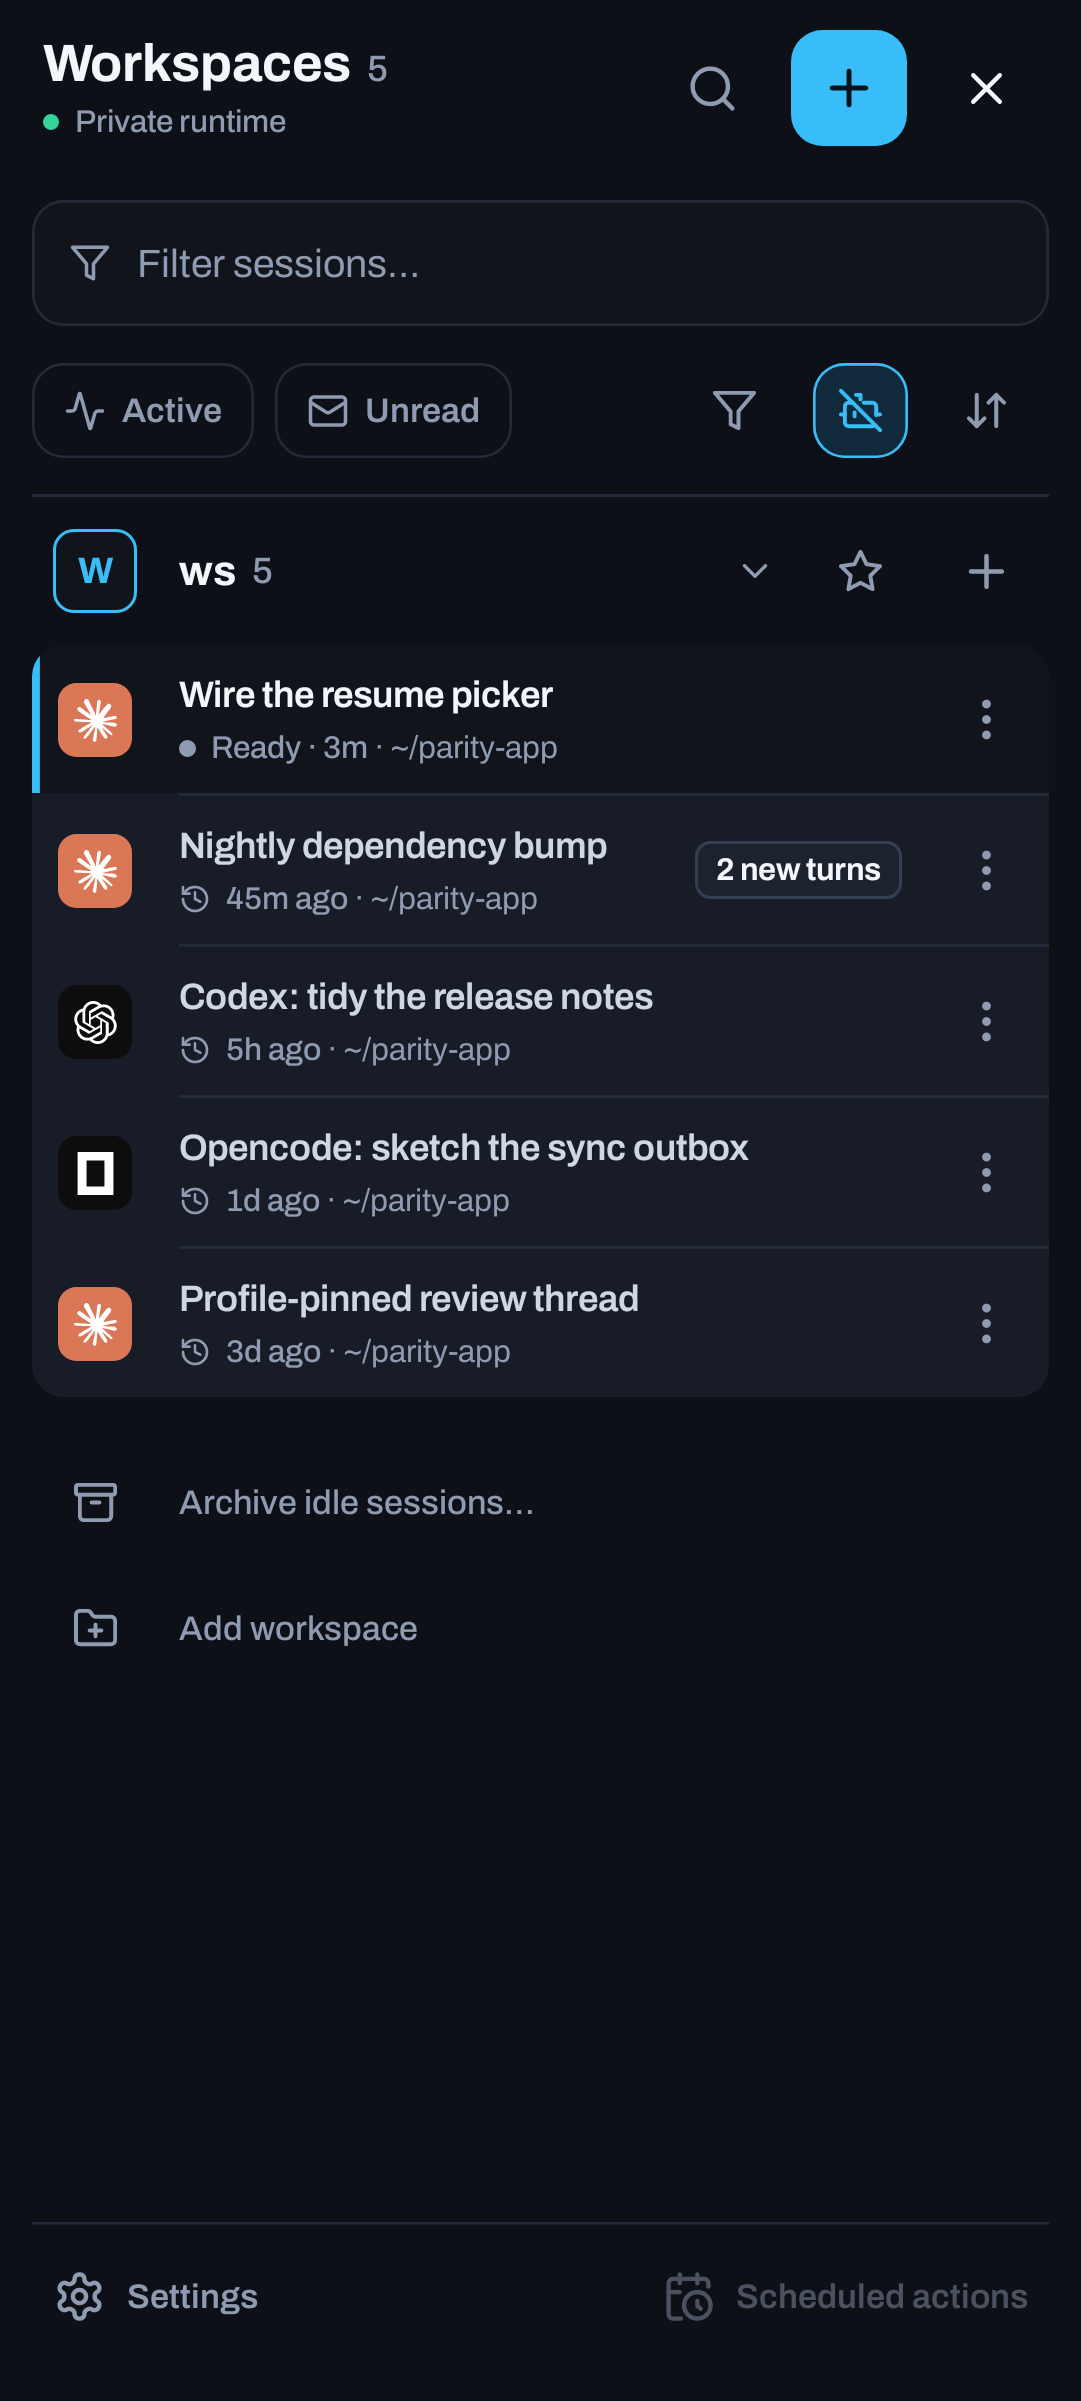 Workspaces 5
Private runtime
Filter sessions...
Active
Unread
W
ws 5
Wire the resume picker
Ready · 3m · ~/parity-app
Nightly dependency bump
2 new turns
45m ago · ~/parity-app
Codex: tidy the release notes
5h ago · ~/parity-app
Opencode: sketch the sync outbox
1d ago · ~/parity-app
Profile-pinned review thread
3d ago · ~/parity-app
Archive idle sessions...
Add workspace
Settings
Scheduled actions